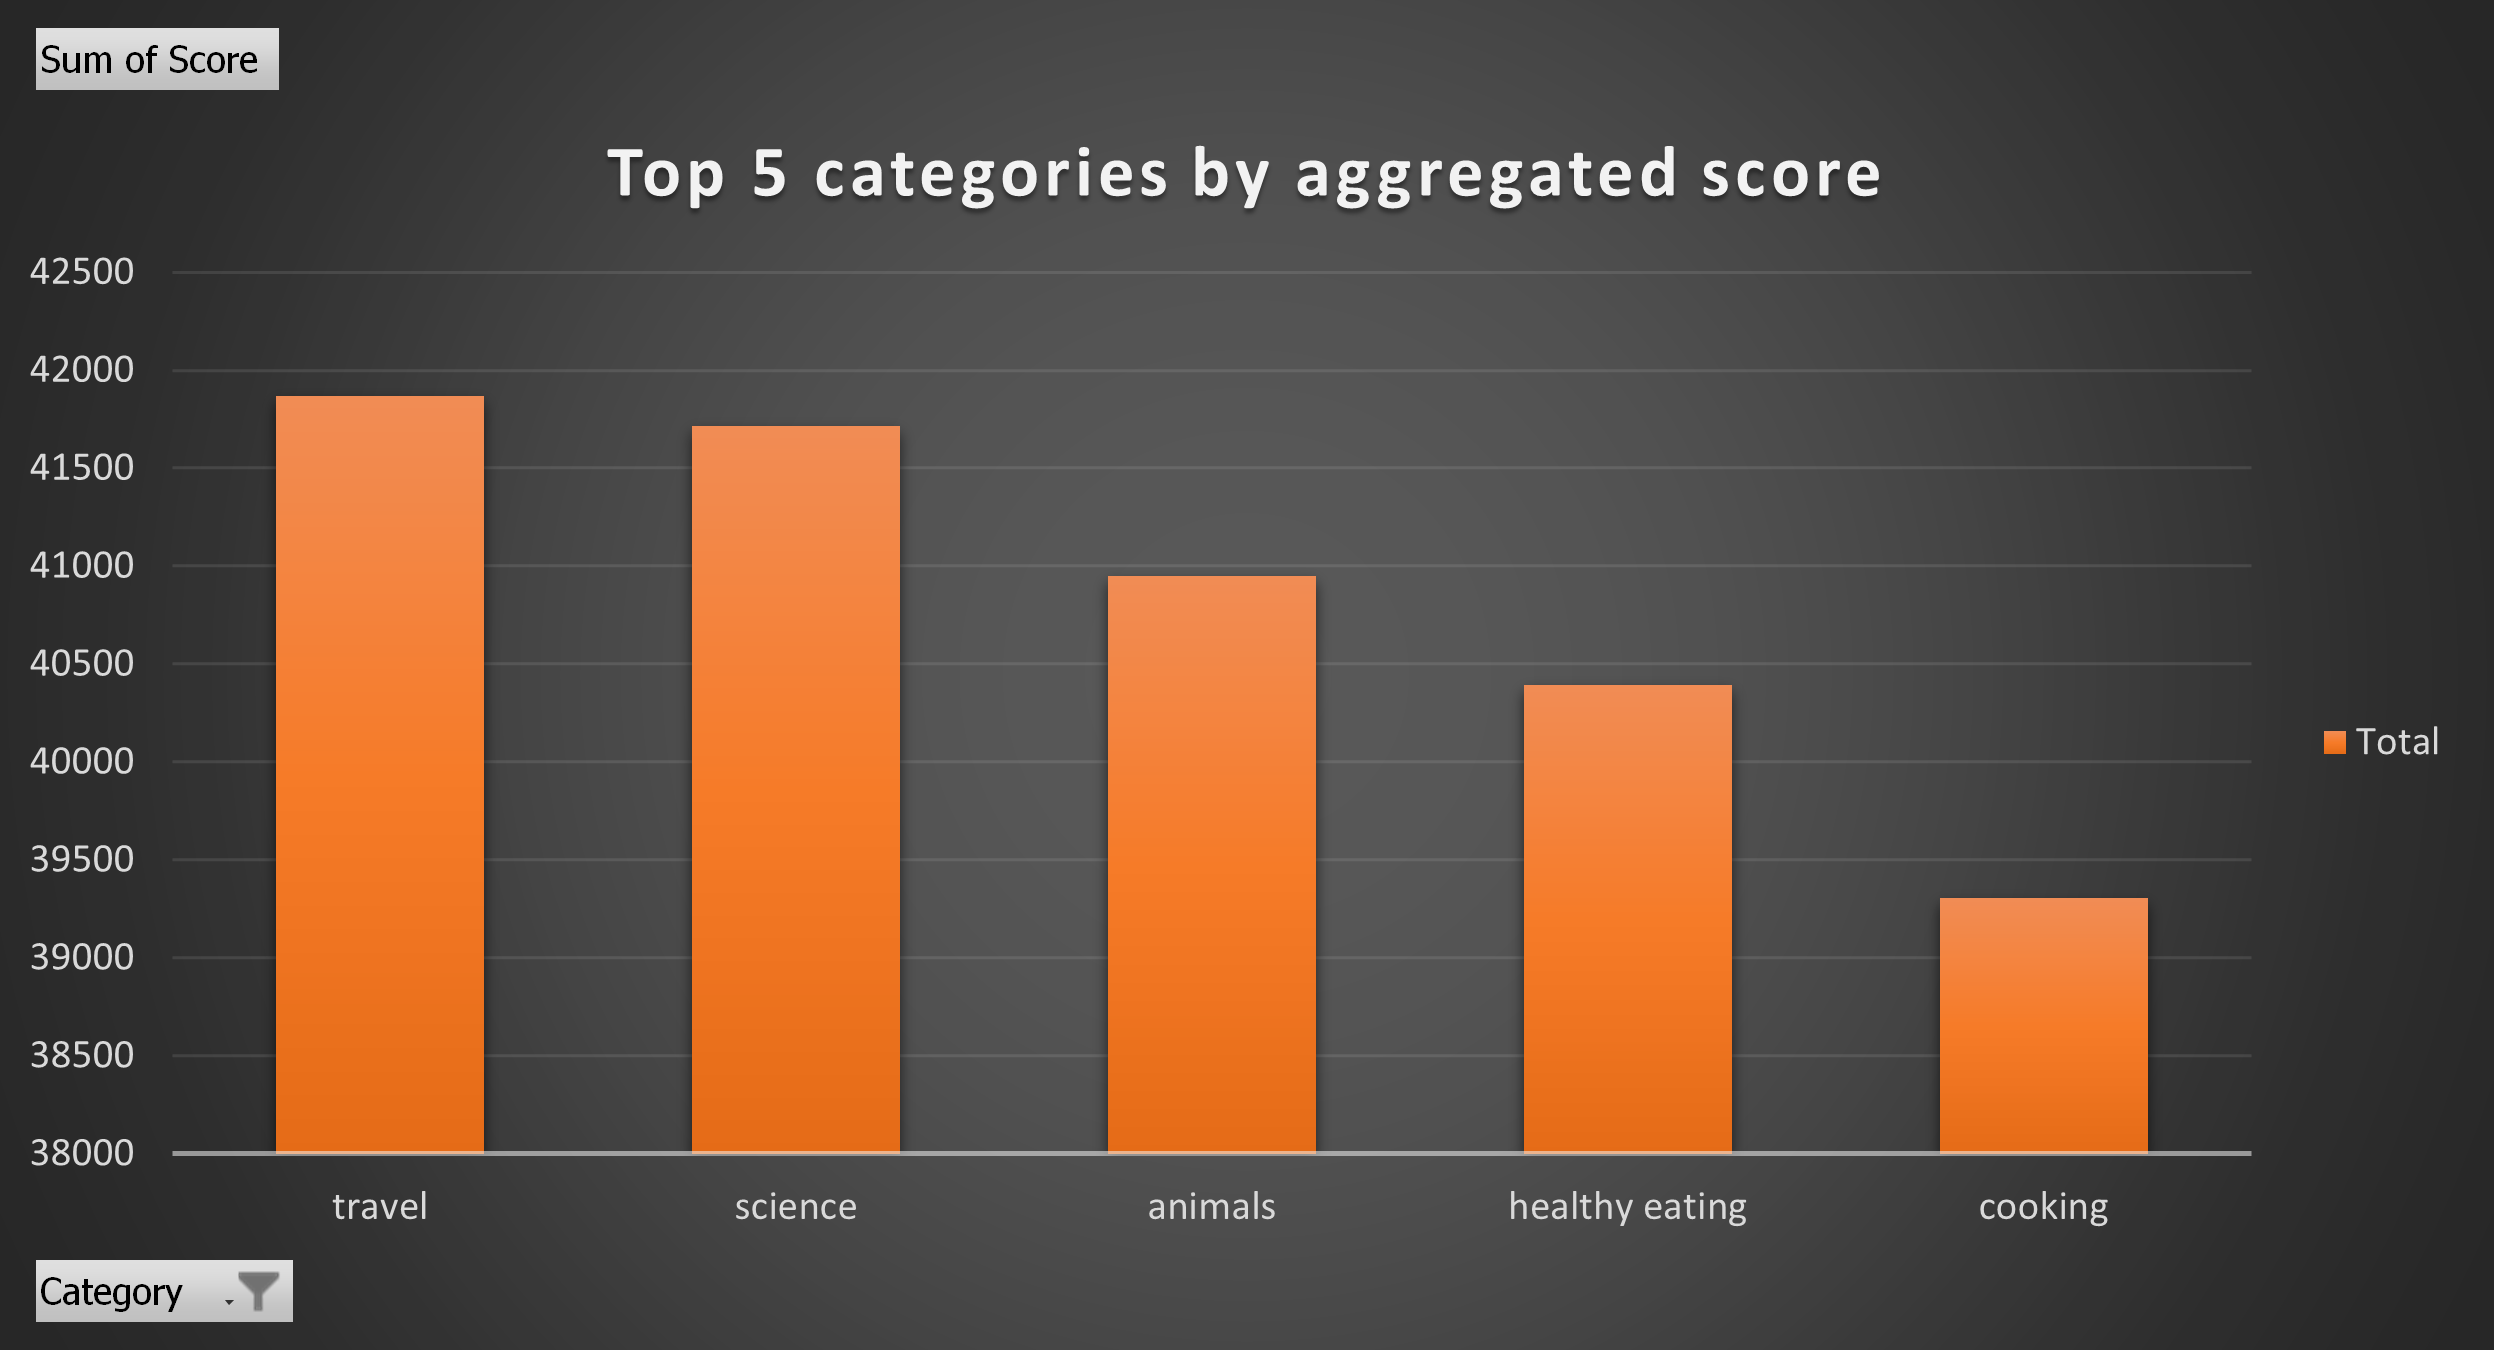 Sum of Score
Top 5 categories by aggregated score
42500
42000
41500
41000
40500
40000
39500
39000
38500
38000
Total
travel
science
animals
healthy eating
cooking
Category